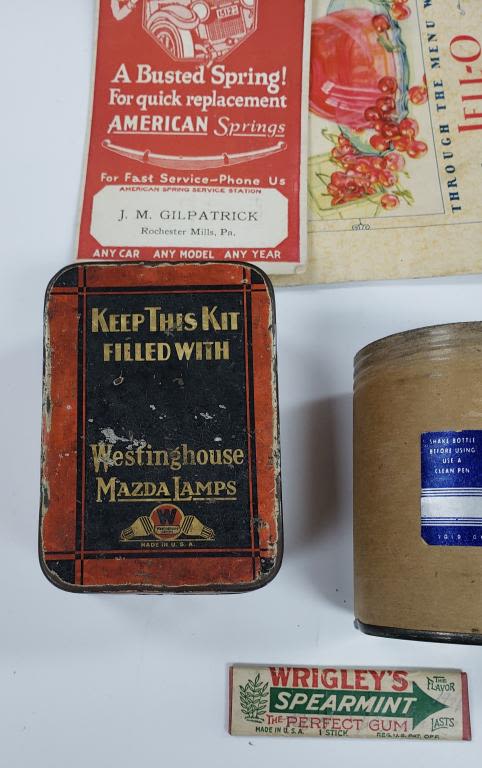 A Busted Spring!
For quick replacement
AMERICAN Springs
For Fast Service-Phone Us
AMERICAN SPRING SERVICE STATION
J. M. GILPATRICK
Rochester Mills, Pa.
ANY CAR ANY MODEL ANY YEAR
THROUGH THE MENU
JELL-O
KEEP THIS KIT
FILLED WITH
Westinghouse
MAZDA LAMPS
W
MADE IN U.S.A.
SHAKE BOTTLE
BEFORE USING
USE A
CLEAN PEN
WRIGLEY'S
SPEARMINT
THE PERFECT GUM
MADE IN U.S.A. 1 STICK REG. U.S. PAT. OFF.
THE
FLAVOR
LASTS